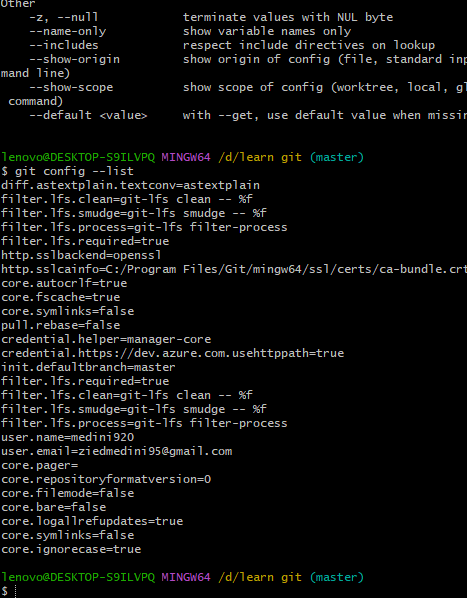 Other
    -z, --null            terminate values with NUL byte
    --name-only           show variable names only
    --includes            respect include directives on lookup
    --show-origin         show origin of config (file, standard inp
mand line)
    --show-scope          show scope of config (worktree, local, gl
 command)
    --default <value>     with --get, use default value when missin
lenovo@DESKTOP-S9ILVPQ MINGW64 /d/learn git (master)
$ git config --list
diff.astextplain.textconv=astextplain
filter.lfs.clean=git-lfs clean -- %f
filter.lfs.smudge=git-lfs smudge -- %f
filter.lfs.process=git-lfs filter-process
filter.lfs.required=true
http.sslbackend=openssl
http.sslcainfo=C:/Program Files/Git/mingw64/ssl/certs/ca-bundle.crt
core.autocrlf=true
core.fscache=true
core.symlinks=false
pull.rebase=false
credential.helper=manager-core
credential.https://dev.azure.com.usehttppath=true
init.defaultbranch=master
filter.lfs.required=true
filter.lfs.clean=git-lfs clean -- %f
filter.lfs.smudge=git-lfs smudge -- %f
filter.lfs.process=git-lfs filter-process
user.name=medini920
user.email=ziedmedini95@gmail.com
core.pager=
core.repositoryformatversion=0
core.filemode=false
core.bare=false
core.logallrefupdates=true
core.symlinks=false
core.ignorecase=true
lenovo@DESKTOP-S9ILVPQ MINGW64 /d/learn git (master)
$